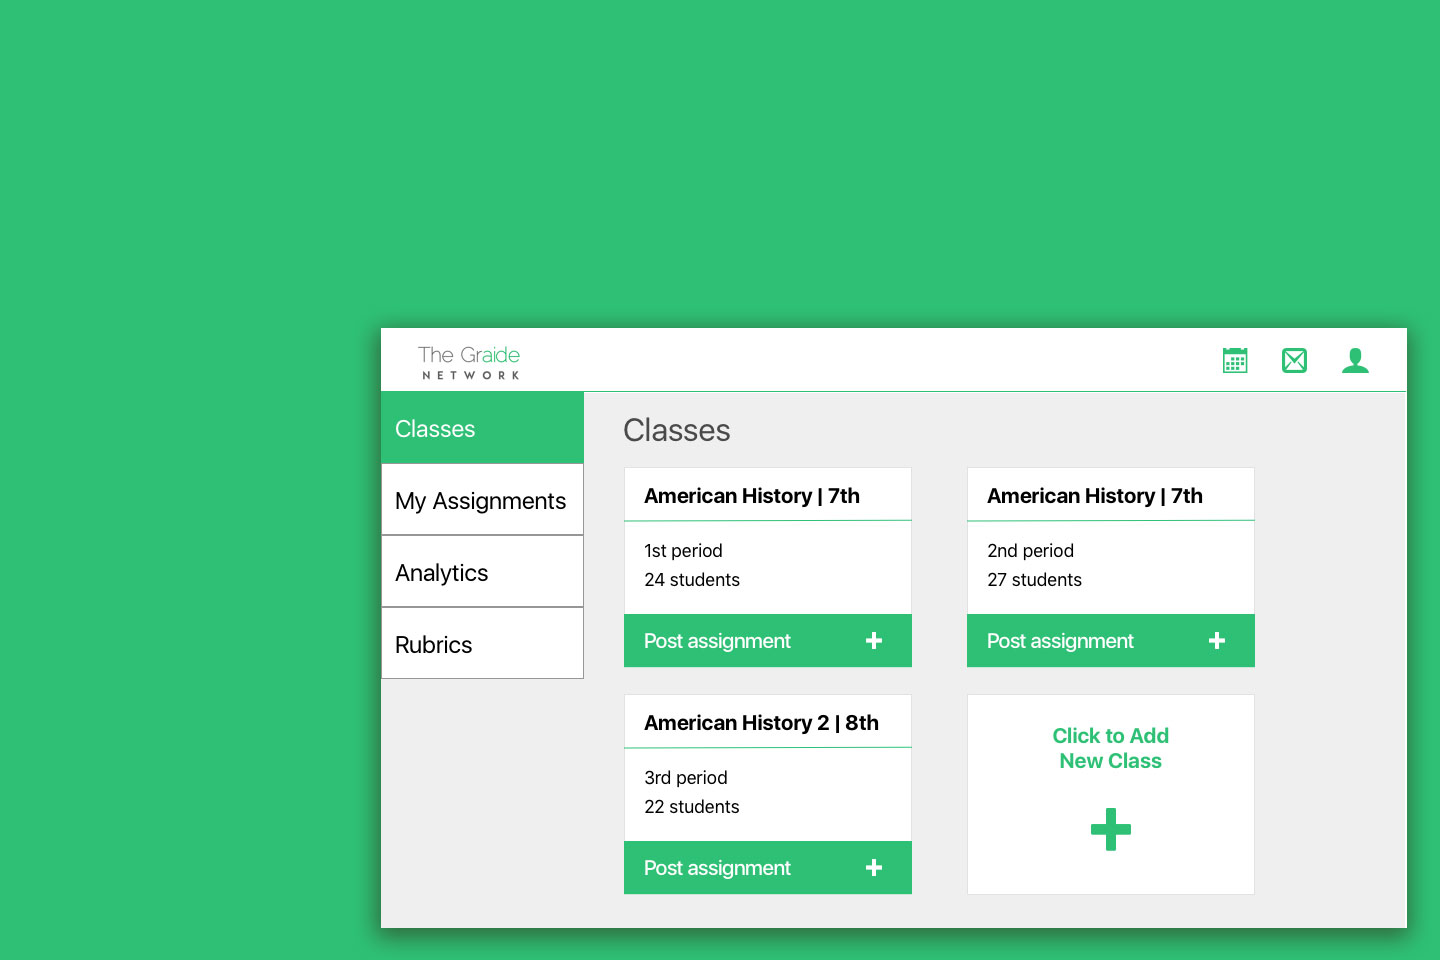 The Graide
NETWORK
Classes
My Assignments
Analytics
Rubrics
Classes
American History | 7th
1st period
24 students
Post assignment
American History | 7th
2nd period
27 students
Post assignment
American History 2 | 8th
3rd period
22 students
Post assignment
Click to Add
New Class